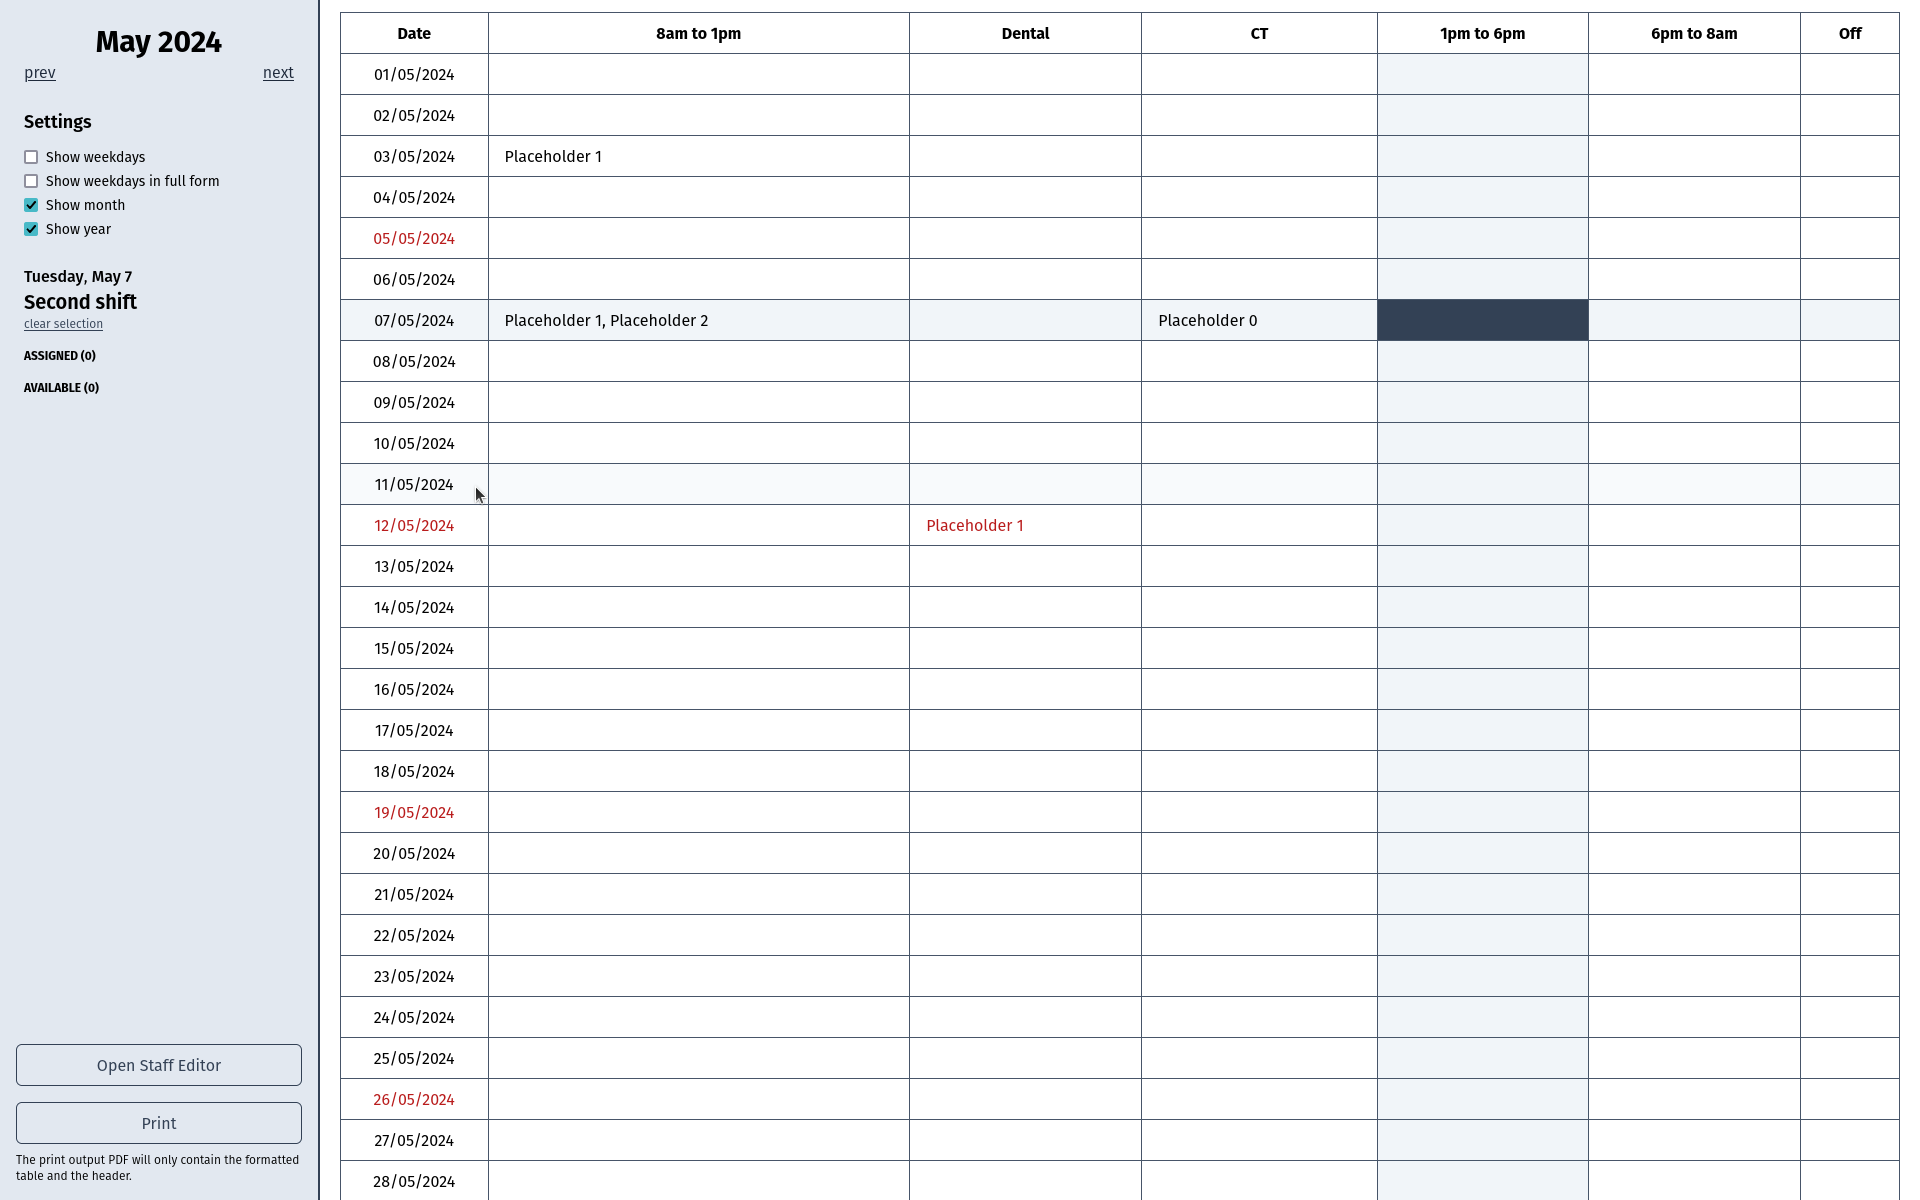 May 2024
prev next
Settings
Show weekdays
Show weekdays in full form
Show month
Show year
Tuesday, May 7
Second shift
clear selection
ASSIGNED (0)
AVAILABLE (0)
Open Staff Editor
Print
The print output PDF will only contain the formatted
table and the header.
Date 8am to 1pm Dental CT 1pm to 6pm 6pm to 8am Off
01/05/2024
02/05/2024
03/05/2024 Placeholder 1
04/05/2024
05/05/2024
06/05/2024
07/05/2024 Placeholder 1, Placeholder 2 Placeholder 0
08/05/2024
09/05/2024
10/05/2024
11/05/2024
12/05/2024 Placeholder 1
13/05/2024
14/05/2024
15/05/2024
16/05/2024
17/05/2024
18/05/2024
19/05/2024
20/05/2024
21/05/2024
22/05/2024
23/05/2024
24/05/2024
25/05/2024
26/05/2024
27/05/2024
28/05/2024